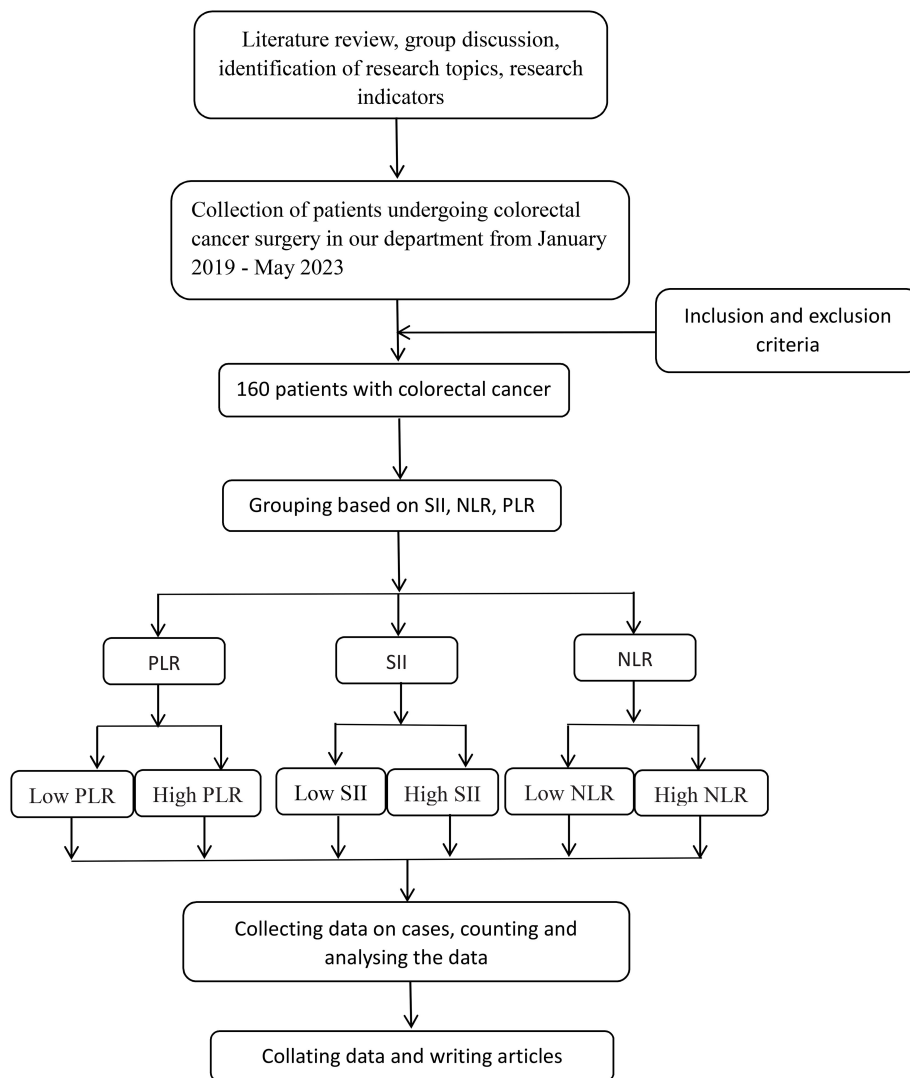 Literature review, group discussion,
identification of research topics, research
indicators
Collection of patients undergoing colorectal
cancer surgery in our department from January
2019 - May 2023
Inclusion and exclusion
criteria
160 patients with colorectal cancer
Grouping based on SII, NLR, PLR
PLR
SII
NLR
Low PLR
High PLR
Low SII
High SII
Low NLR
High NLR
Collecting data on cases, counting and
analysing the data
Collating data and writing articles